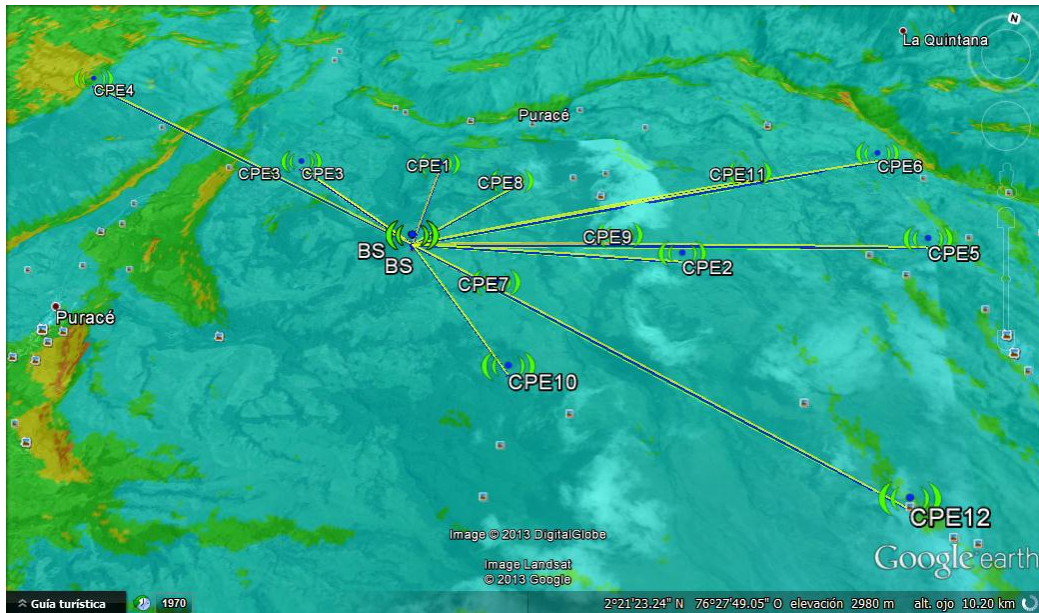 N
La Quintana
CPE4
Puracé
CPE1
CPE6
CPE3
CPE3
CPE11
CPE8
CPE9
BS
BS
CPE5
CPE2
CPE7
Puracé
CPE10
CPE12
Image © 2013 DigitalGlobe
Image Landsat
© 2013 Google
Google earth
Guía turística
1970
2°21'23.24" N 76°27'49.05" O elevación 2980 m alt. ojo 10.20 km